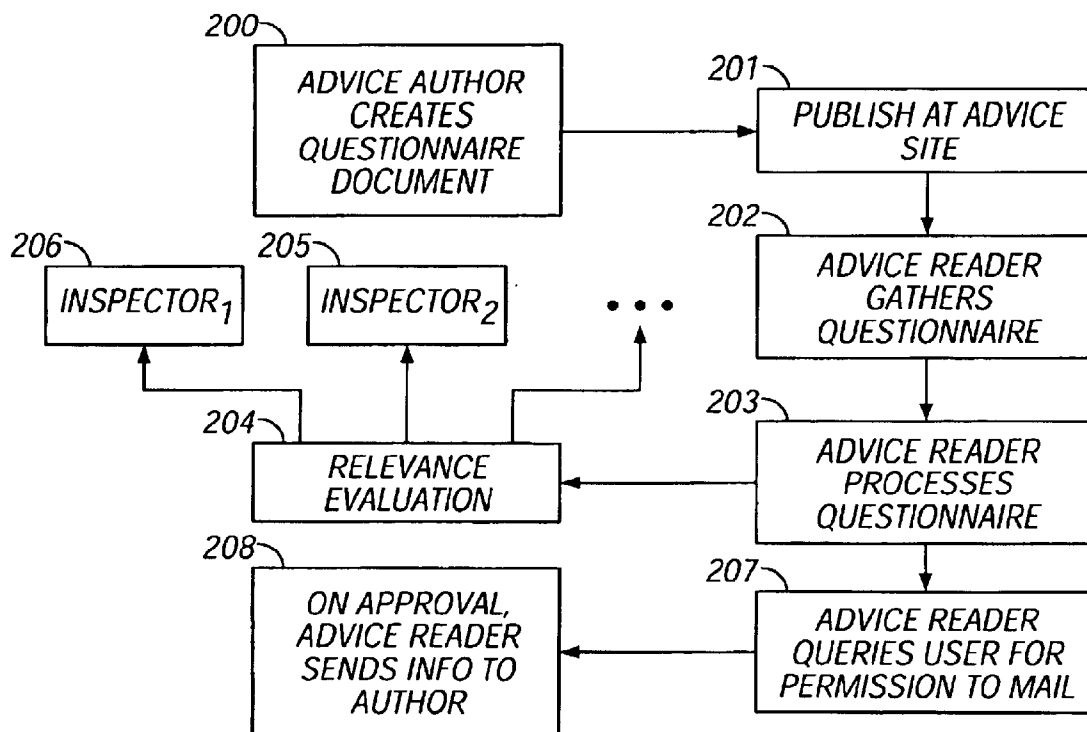 200
ADVICE AUTHOR
CREATES
QUESTIONNAIRE
DOCUMENT
201
PUBLISH AT ADVICE
SITE
202
ADVICE READER
GATHERS
QUESTIONNAIRE
206
INSPECTOR1
205
INSPECTOR2
• • •
203
ADVICE READER
PROCESSES
QUESTIONNAIRE
204
RELEVANCE
EVALUATION
207
ADVICE READER
QUERIES USER FOR
PERMISSION TO MAIL
208
ON APPROVAL,
ADVICE READER
SENDS INFO TO
AUTHOR